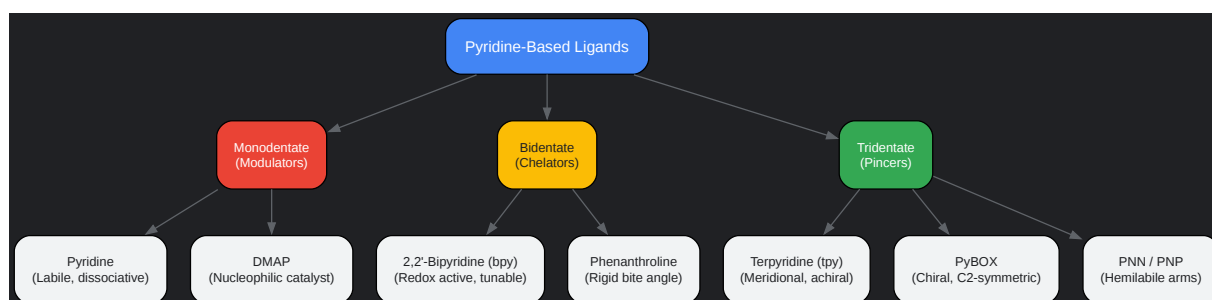 Pyridine-Based Ligands
Monodentate
(Modulators)
Bidentate
(Chelators)
Tridentate
(Pincers)
Pyridine
(Labile, dissociative)
DMAP
(Nucleophilic catalyst)
2,2'-Bipyridine (bpy)
(Redox active, tunable)
Phenanthroline
(Rigid bite angle)
Terpyridine (tpy)
(Meridional, achiral)
PyBOX
(Chiral, C2-symmetric)
PNN / PNP
(Hemilabile arms)